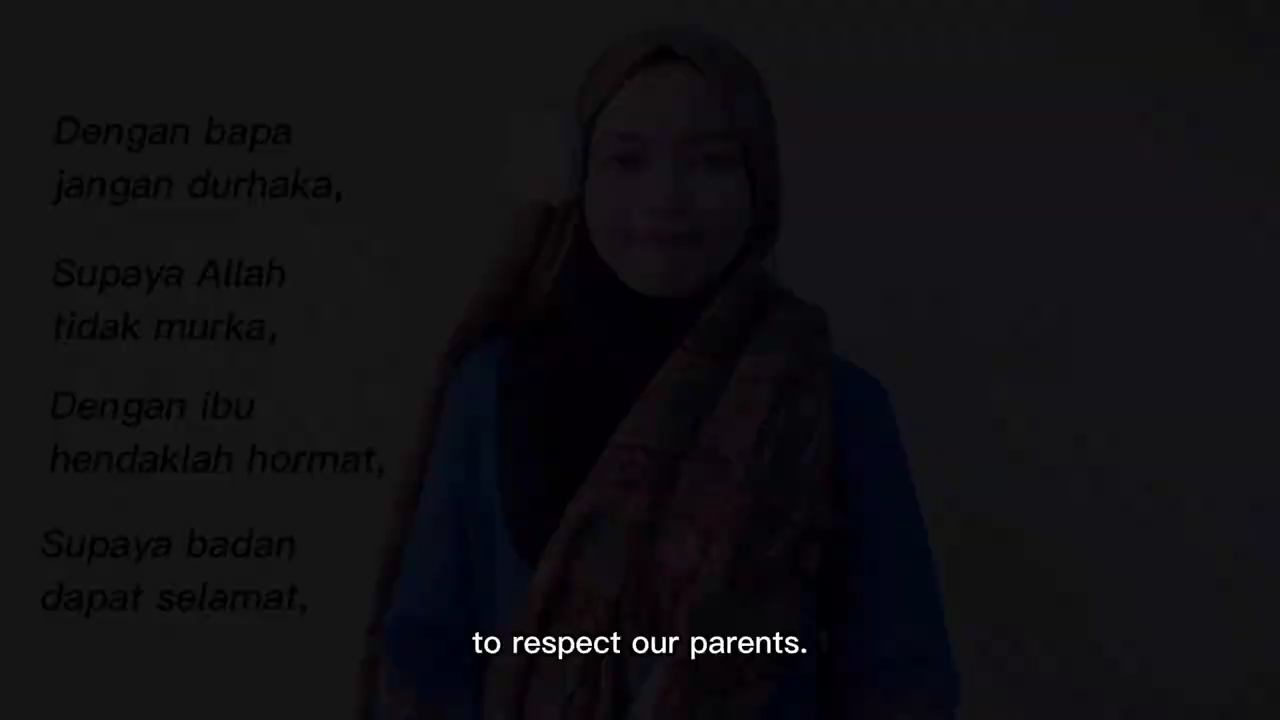 Dengan bapa
jangan durhaka,
Supaya Allah
tidak murka,
Dengan ibu
hendaklah hormat,
Supaya badan
dapat selamat,
to respect our parents.